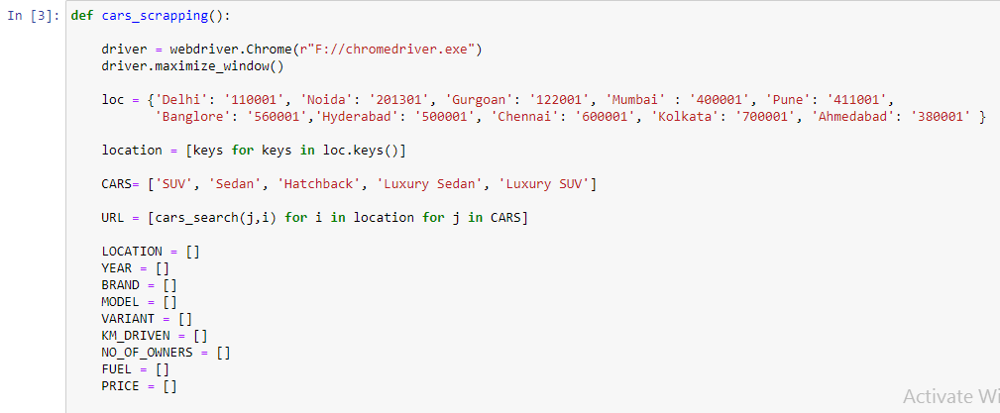 In [3]: def cars_scrapping():
driver = webdriver.Chrome(r"F://chromedriver.exe")
driver.maximize_window()
loc = {'Delhi': '110001', 'Noida': '201301', 'Gurgoan': '122001', 'Mumbai' : '400001', 'Pune': '411001',
'Banglore': '560001','Hyderabad': '500001', 'Chennai': '600001', 'Kolkata': '700001', 'Ahmedabad': '380001' }
location = [keys for keys in loc.keys()]
CARS= ['SUV', 'Sedan', 'Hatchback', 'Luxury Sedan', 'Luxury SUV']
URL = [cars_search(j,i) for i in location for j in CARS]
LOCATION = []
YEAR = []
BRAND = []
MODEL = []
VARIANT = []
KM_DRIVEN = []
NO_OF_OWNERS = []
FUEL = []
PRICE = []
Activate Wi